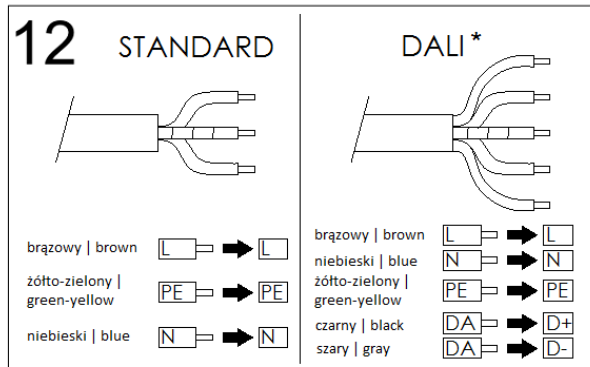 12 STANDARD
brązowy | brown L L
żółto-zielony |
green-yellow PE PE
niebieski | blue N N
DALI *
brązowy | brown L L
niebieski | blue N N
żółto-zielony |
green-yellow PE PE
czarny | black DA D+
szary | gray DA D-